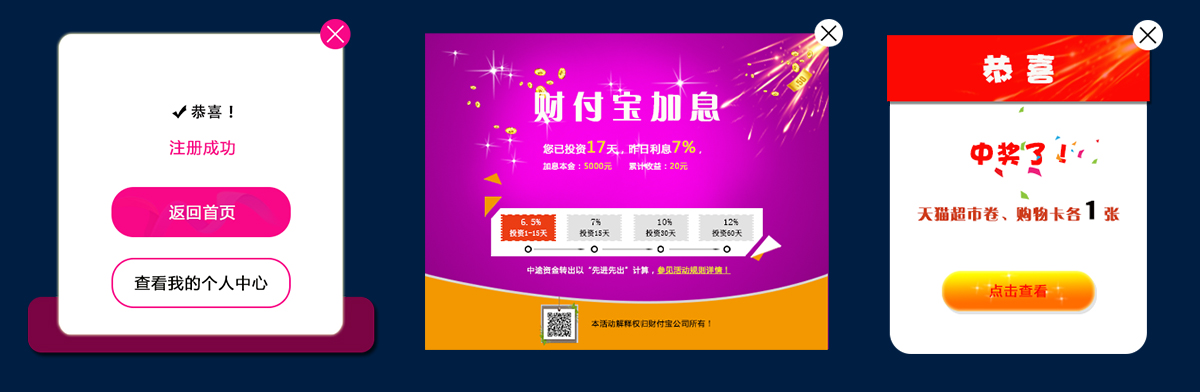 恭喜！
注册成功
返回首页
查看我的个人中心
财付宝加息
您已投资17天，昨日利息7%，
加息本金：5000元 累计收益：20元
6.5% 7% 10% 12%
投资1-15天 投资15天 投资30天 投资60天
中途资金转出以“先进先出”计算，参见活动规则详情！
本活动解释权归财付宝公司所有！
恭喜
中奖了！
天猫超市卷、购物卡各1张
点击查看